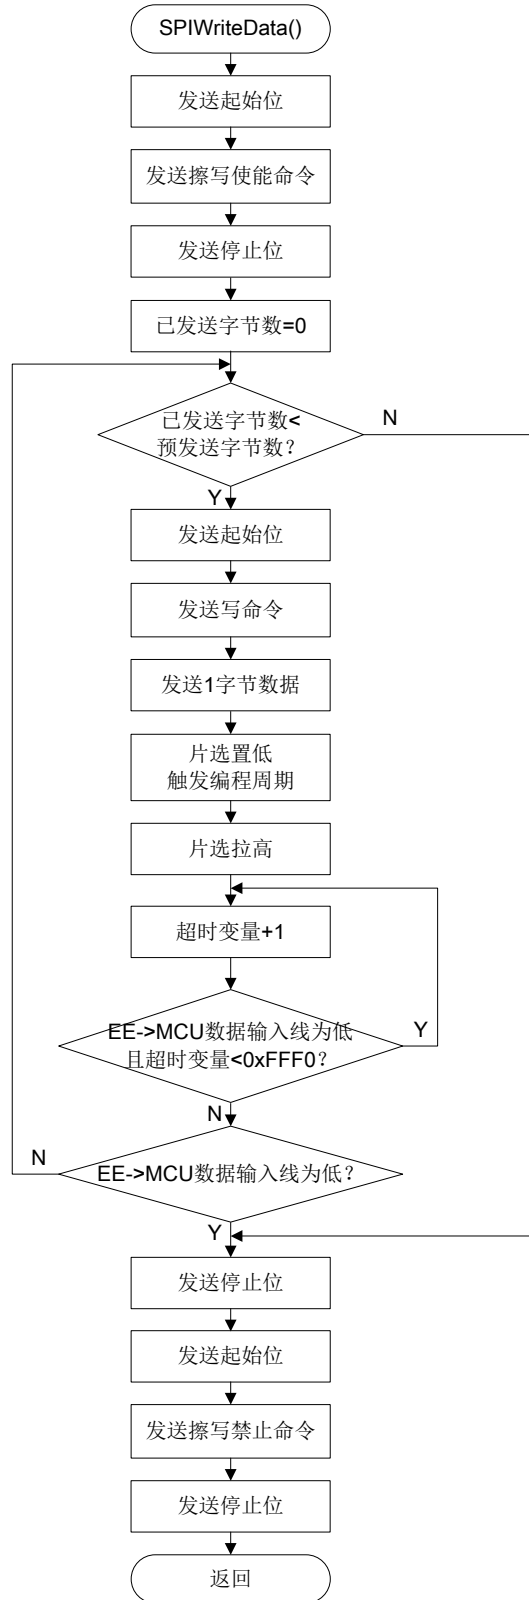 SPIWriteData()
发送起始位
发送擦写使能命令
发送停止位
已发送字节数=0
已发送字节数<
预发送字节数？
N
Y
发送起始位
发送写命令
发送1字节数据
片选置低
触发编程周期
片选拉高
超时变量+1
EE->MCU数据输入线为低
且超时变量<0xFFF0？
Y
N
N
EE->MCU数据输入线为低？
Y
发送停止位
发送起始位
发送擦写禁止命令
发送停止位
返回